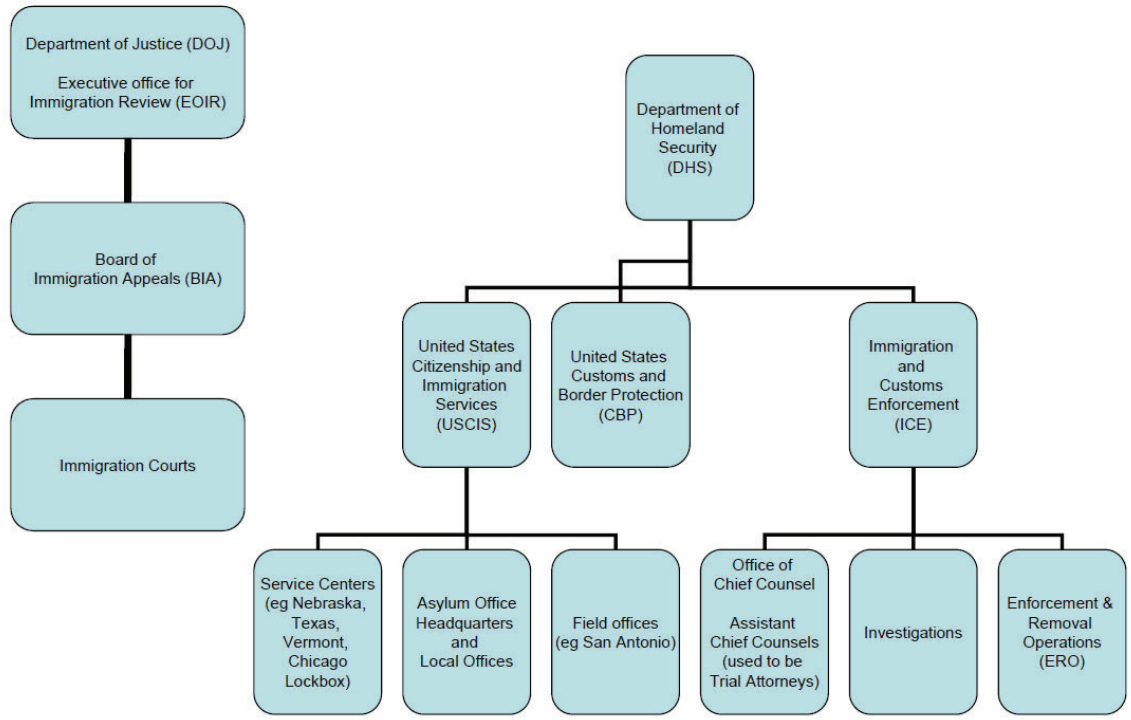 Department of Justice (DOJ)
Executive office for
Immigration Review (EOIR)
Board of
Immigration Appeals (BIA)
Immigration Courts
Department of
Homeland
Security
(DHS)
United States
Citizenship and
Immigration
Services
(USCIS)
United States
Customs and
Border Protection
(CBP)
Immigration
and
Customs
Enforcement
(ICE)
Service Centers
(eg Nebraska,
Texas,
Vermont,
Chicago
Lockbox)
Asylum Office
Headquarters
and
Local Offices
Field offices
(eg San Antonio)
Office of
Chief Counsel
Assistant
Chief Counsels
(used to be
Trial Attorneys)
Investigations
Enforcement &
Removal
Operations
(ERO)